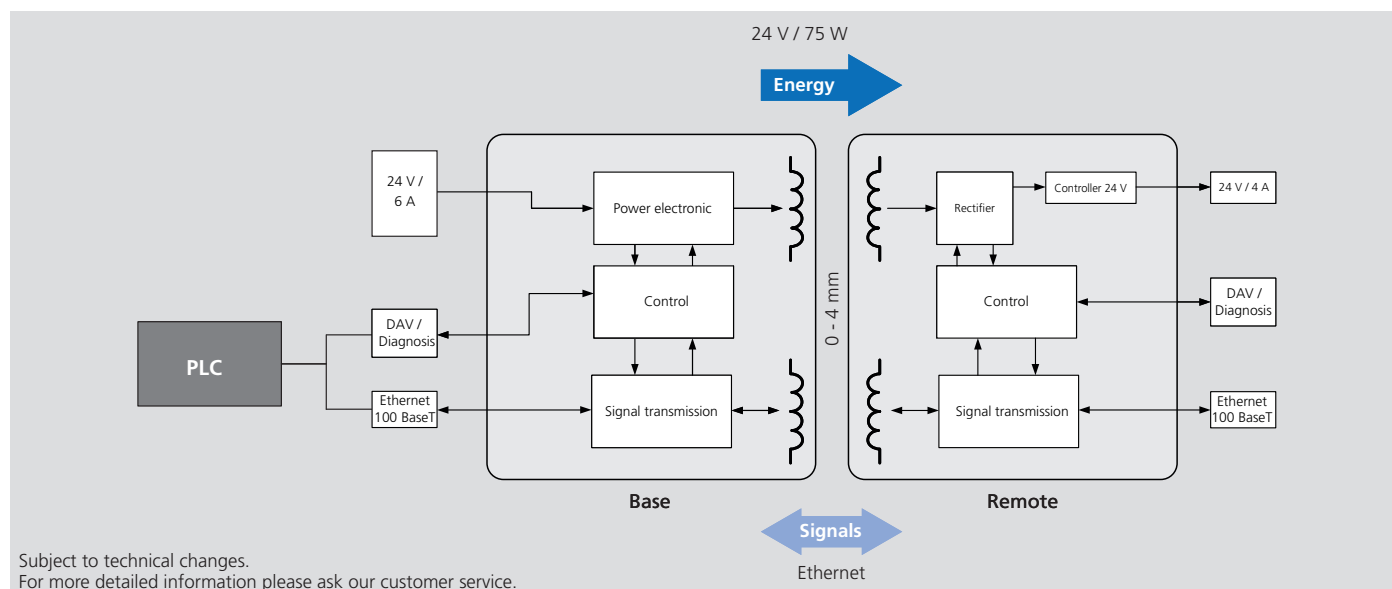 24 V / 75 W
Energy
24 V /
6 A
Power electronic
Rectifier
Controller 24 V
24 V / 4 A
Control
0 - 4 mm
Control
DAV /
Diagnosis
DAV /
Diagnosis
PLC
Ethernet
100 BaseT
Signal transmission
Signal transmission
Ethernet
100 BaseT
Base
Remote
Signals
Ethernet
Subject to technical changes.
For more detailed information please ask our customer service.